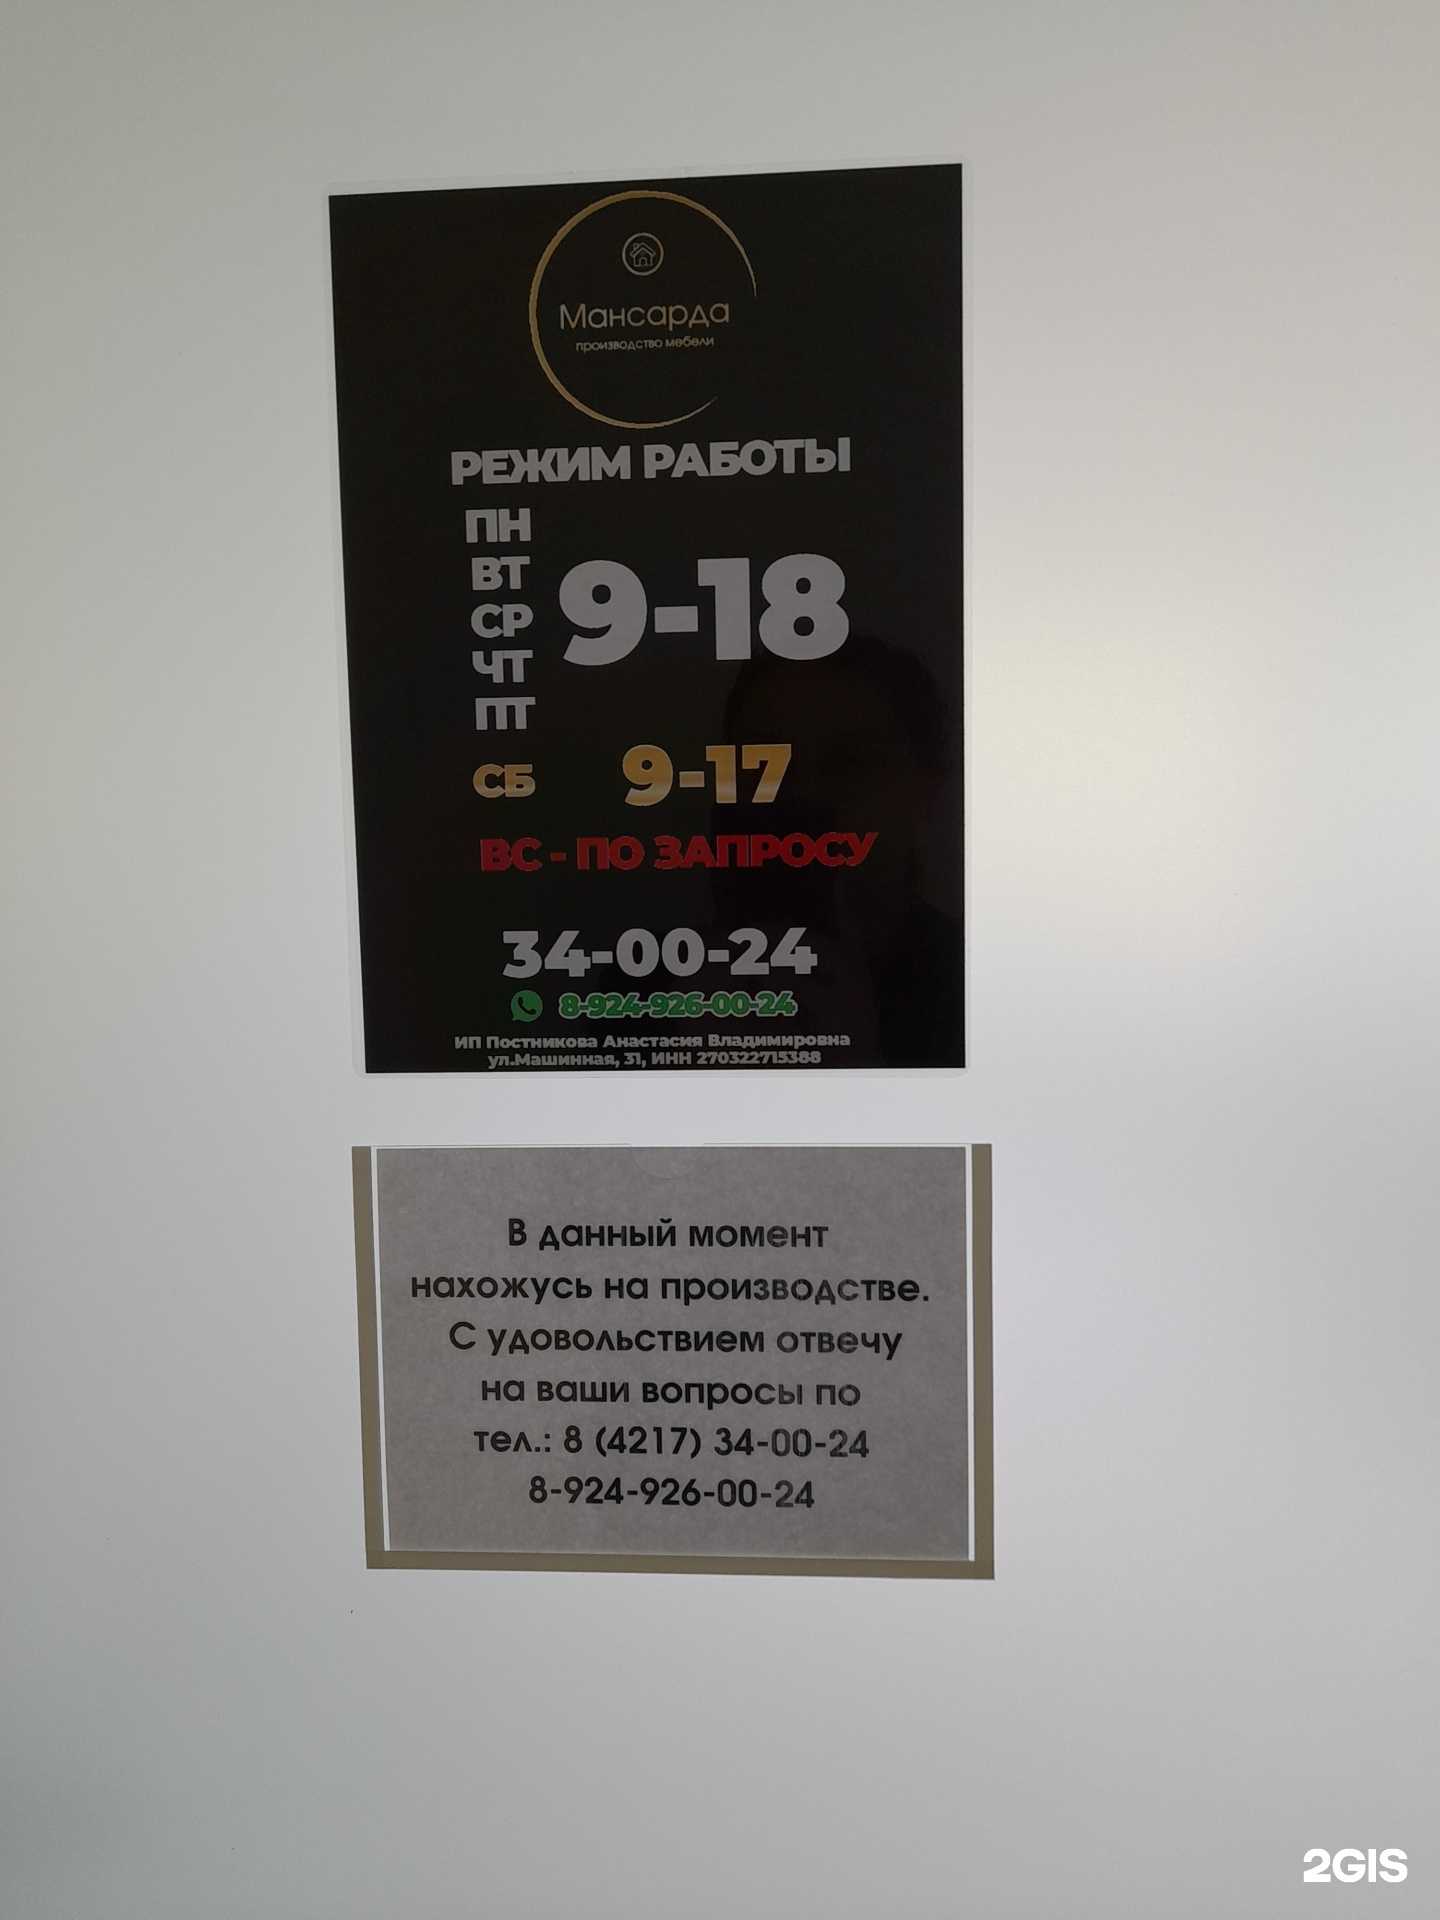 Мансарда
производство мебели
РЕЖИМ РАБОТЫ
ПН
ВТ
СР
ЧТ
ПТ
9-18
СБ 9-17
ВС - ПО ЗАПРОСУ
34-00-24
8-924-926-00-24
ИП Постникова Анастасия Владимировна
ул.Машинная, 31, ИНН 270322715388
В данный момент
нахожусь на производстве.
С удовольствием отвечу
на ваши вопросы по
тел.: 8 (4217) 34-00-24
8-924-926-00-24
2GIS